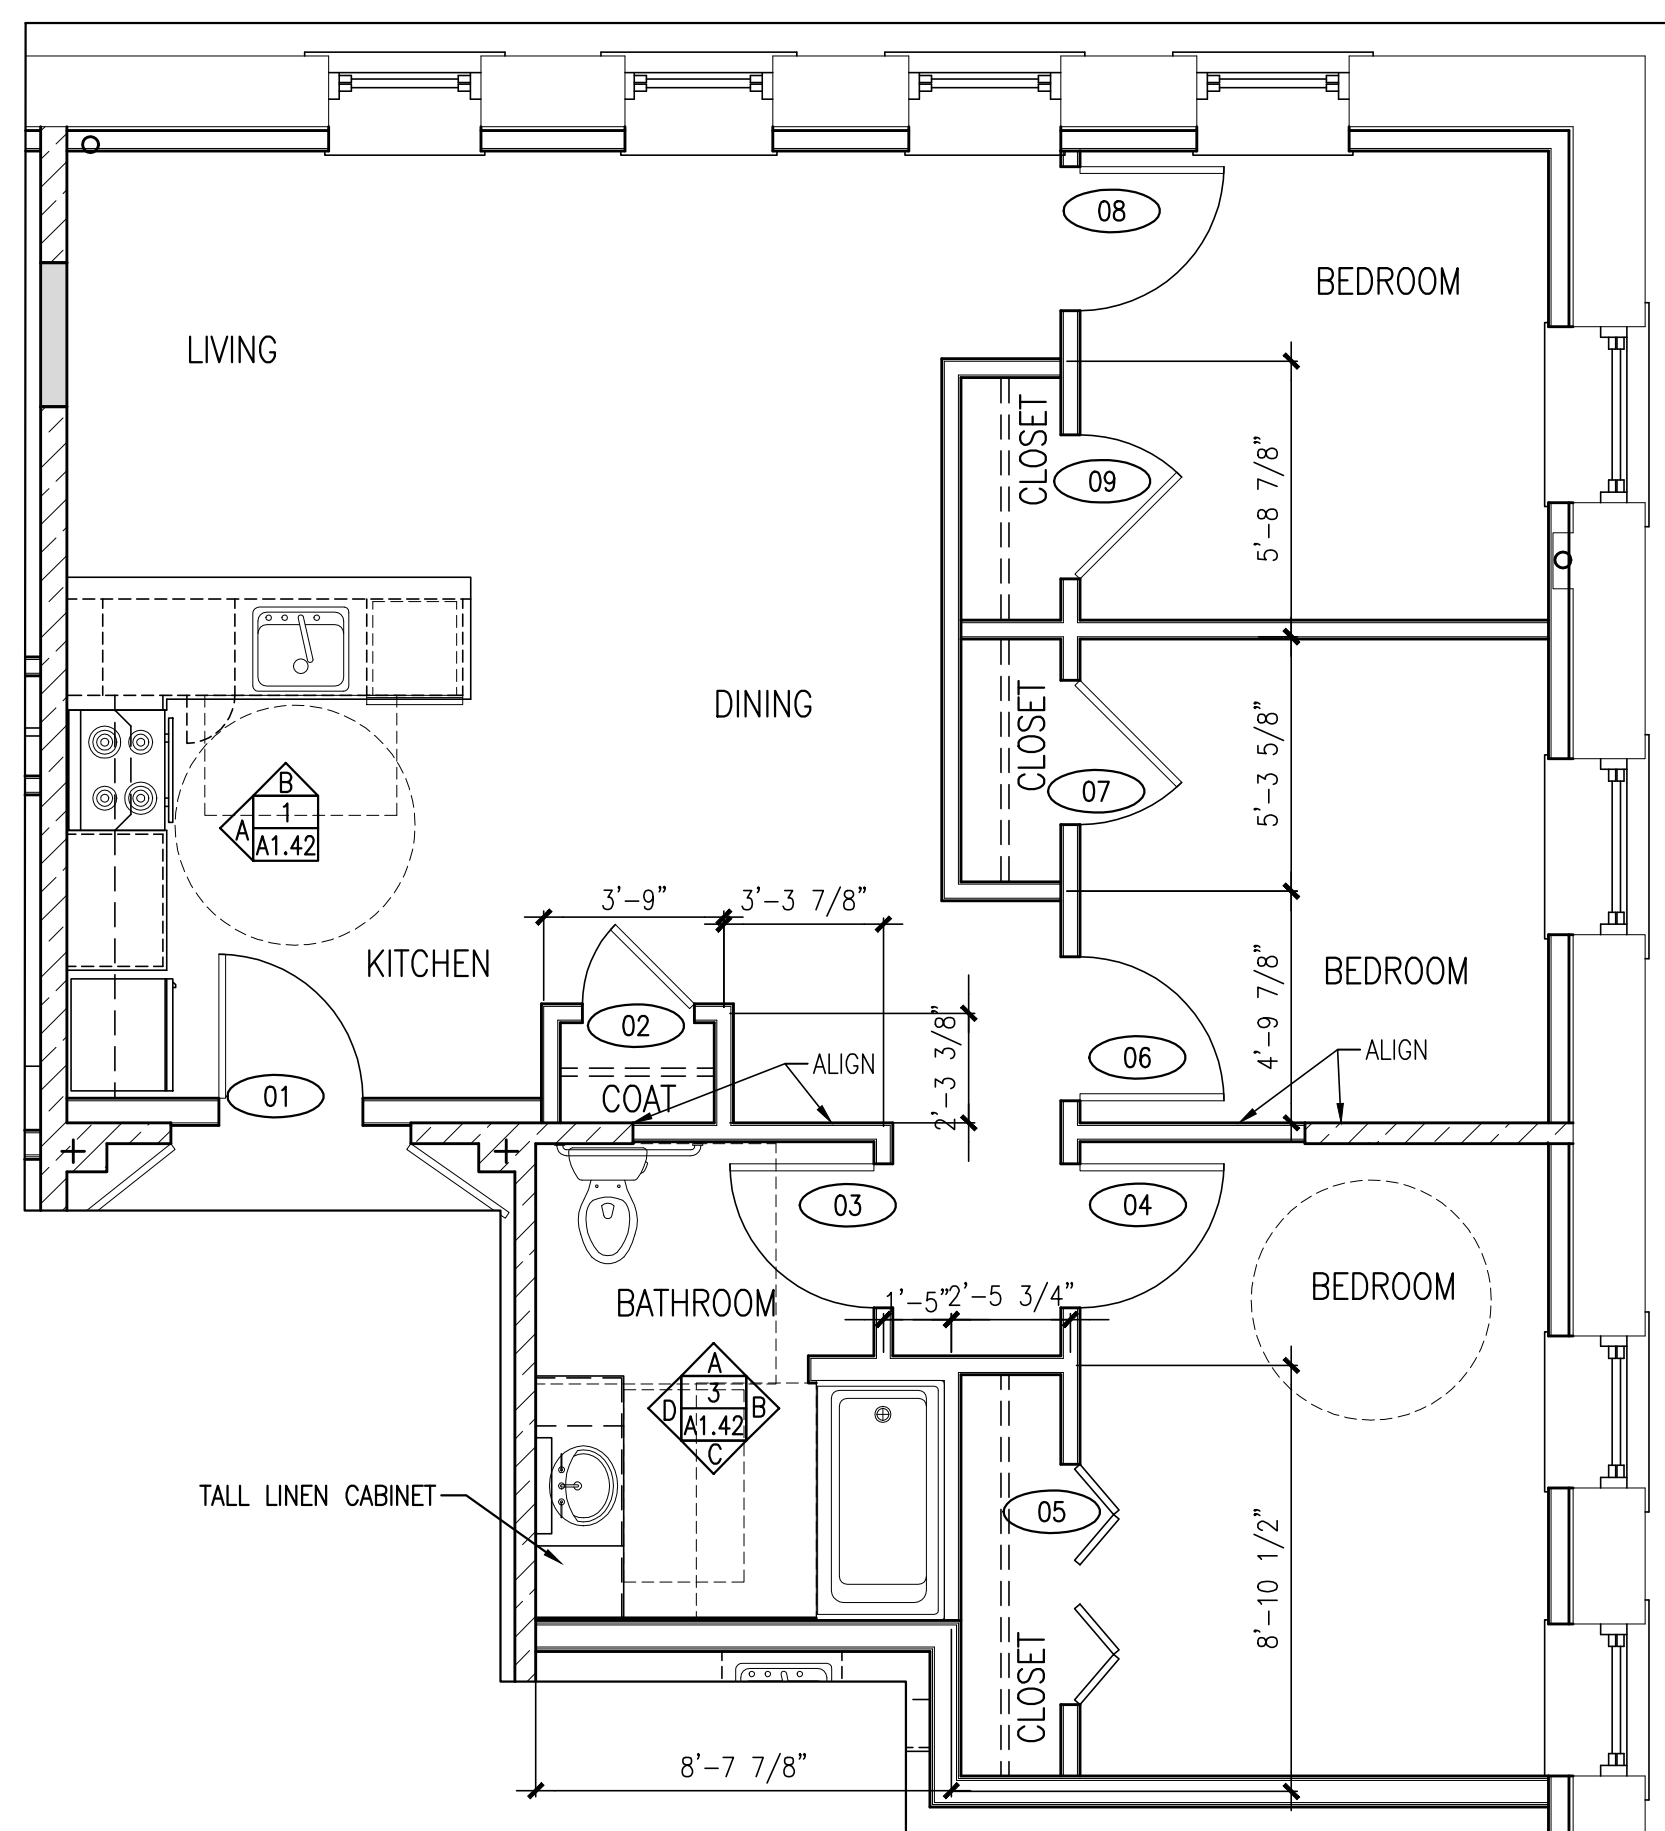 08
BEDROOM
LIVING
CLOSET
09
5'-8 7/8"
DINING
CLOSET
07
5'-3 5/8"
B
1
A
A1.42
3'-9"
3'-3 7/8"
KITCHEN
BEDROOM
4'-9 7/8"
02
2'-3 3/8"
06
ALIGN
ALIGN
01
COAT
03
04
BATHROOM
1'-5"
2'-5 3/4"
BEDROOM
A
3
D
B
A1.42
C
TALL LINEN CABINET
05
8'-10 1/2"
CLOSET
8'-7 7/8"